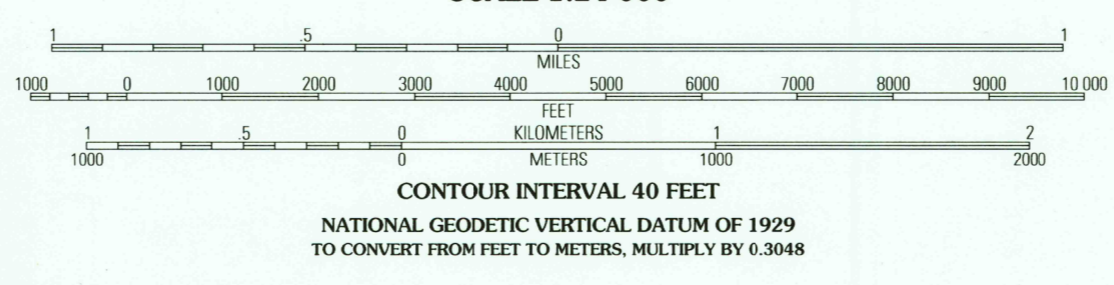 1 .5 0 1
MILES
1000 0 1000 2000 3000 4000 5000 6000 7000 8000 9000 10 000
FEET
1 .5 0 KILOMETERS 1 2
1000 0 METERS 1000 2000
CONTOUR INTERVAL 40 FEET
NATIONAL GEODETIC VERTICAL DATUM OF 1929
TO CONVERT FROM FEET TO METERS, MULTIPLY BY 0.3048